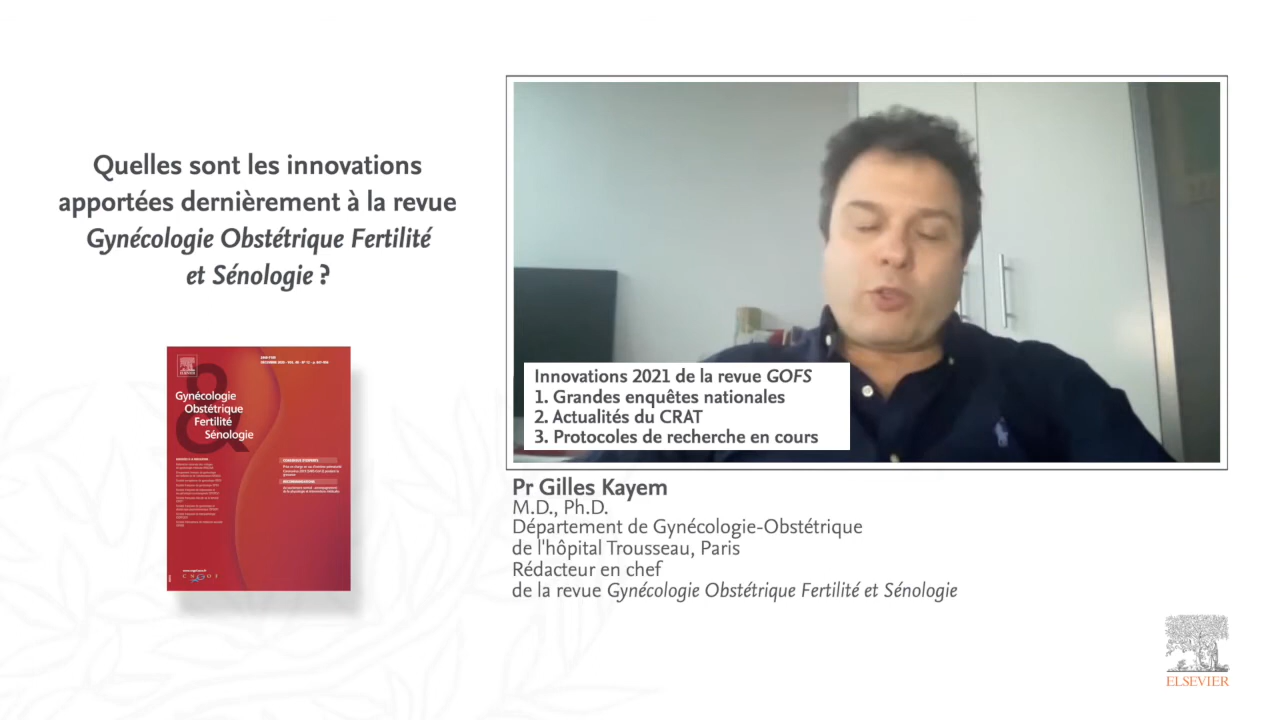 Quelles sont les innovations
apportées dernièrement à la revue
Gynécologie Obstétrique Fertilité
et Sénologie ?
ELSEVIER
&
Gynécologie
Obstétrique
Fertilité
Sénologie
Innovations 2021 de la revue GOFS
1. Grandes enquêtes nationales
2. Actualités du CRAT
3. Protocoles de recherche en cours
Pr Gilles Kayem
M.D., Ph.D.
Département de Gynécologie-Obstétrique
de l'hôpital Trousseau, Paris
Rédacteur en chef
de la revue Gynécologie Obstétrique Fertilité et Sénologie
ELSEVIER